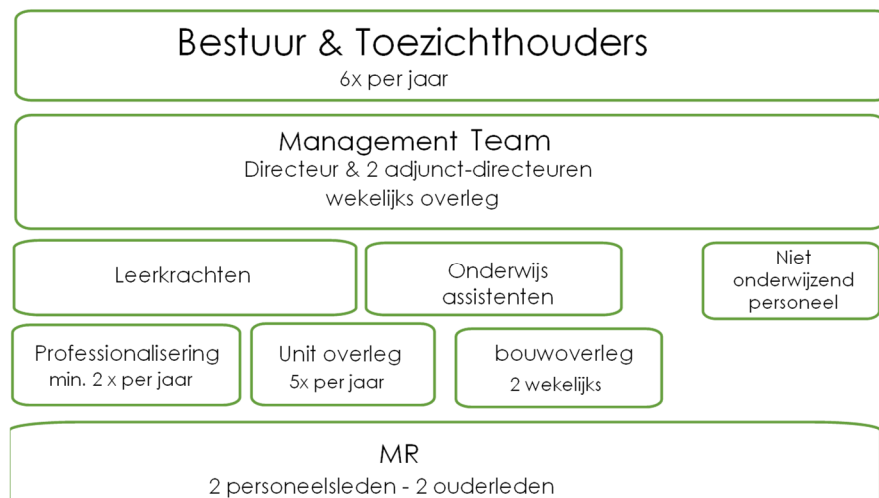 Bestuur & Toezichthouders
6x per jaar
Management Team
Directeur & 2 adjunct-directeuren
wekelijks overleg
Leerkrachten
Onderwijs
assistenten
Niet
onderwijzend
personeel
Professionalisering
min. 2 x per jaar
Unit overleg
5x per jaar
bouwoverleg
2 wekelijks
MR
2 personeelsleden - 2 ouderleden